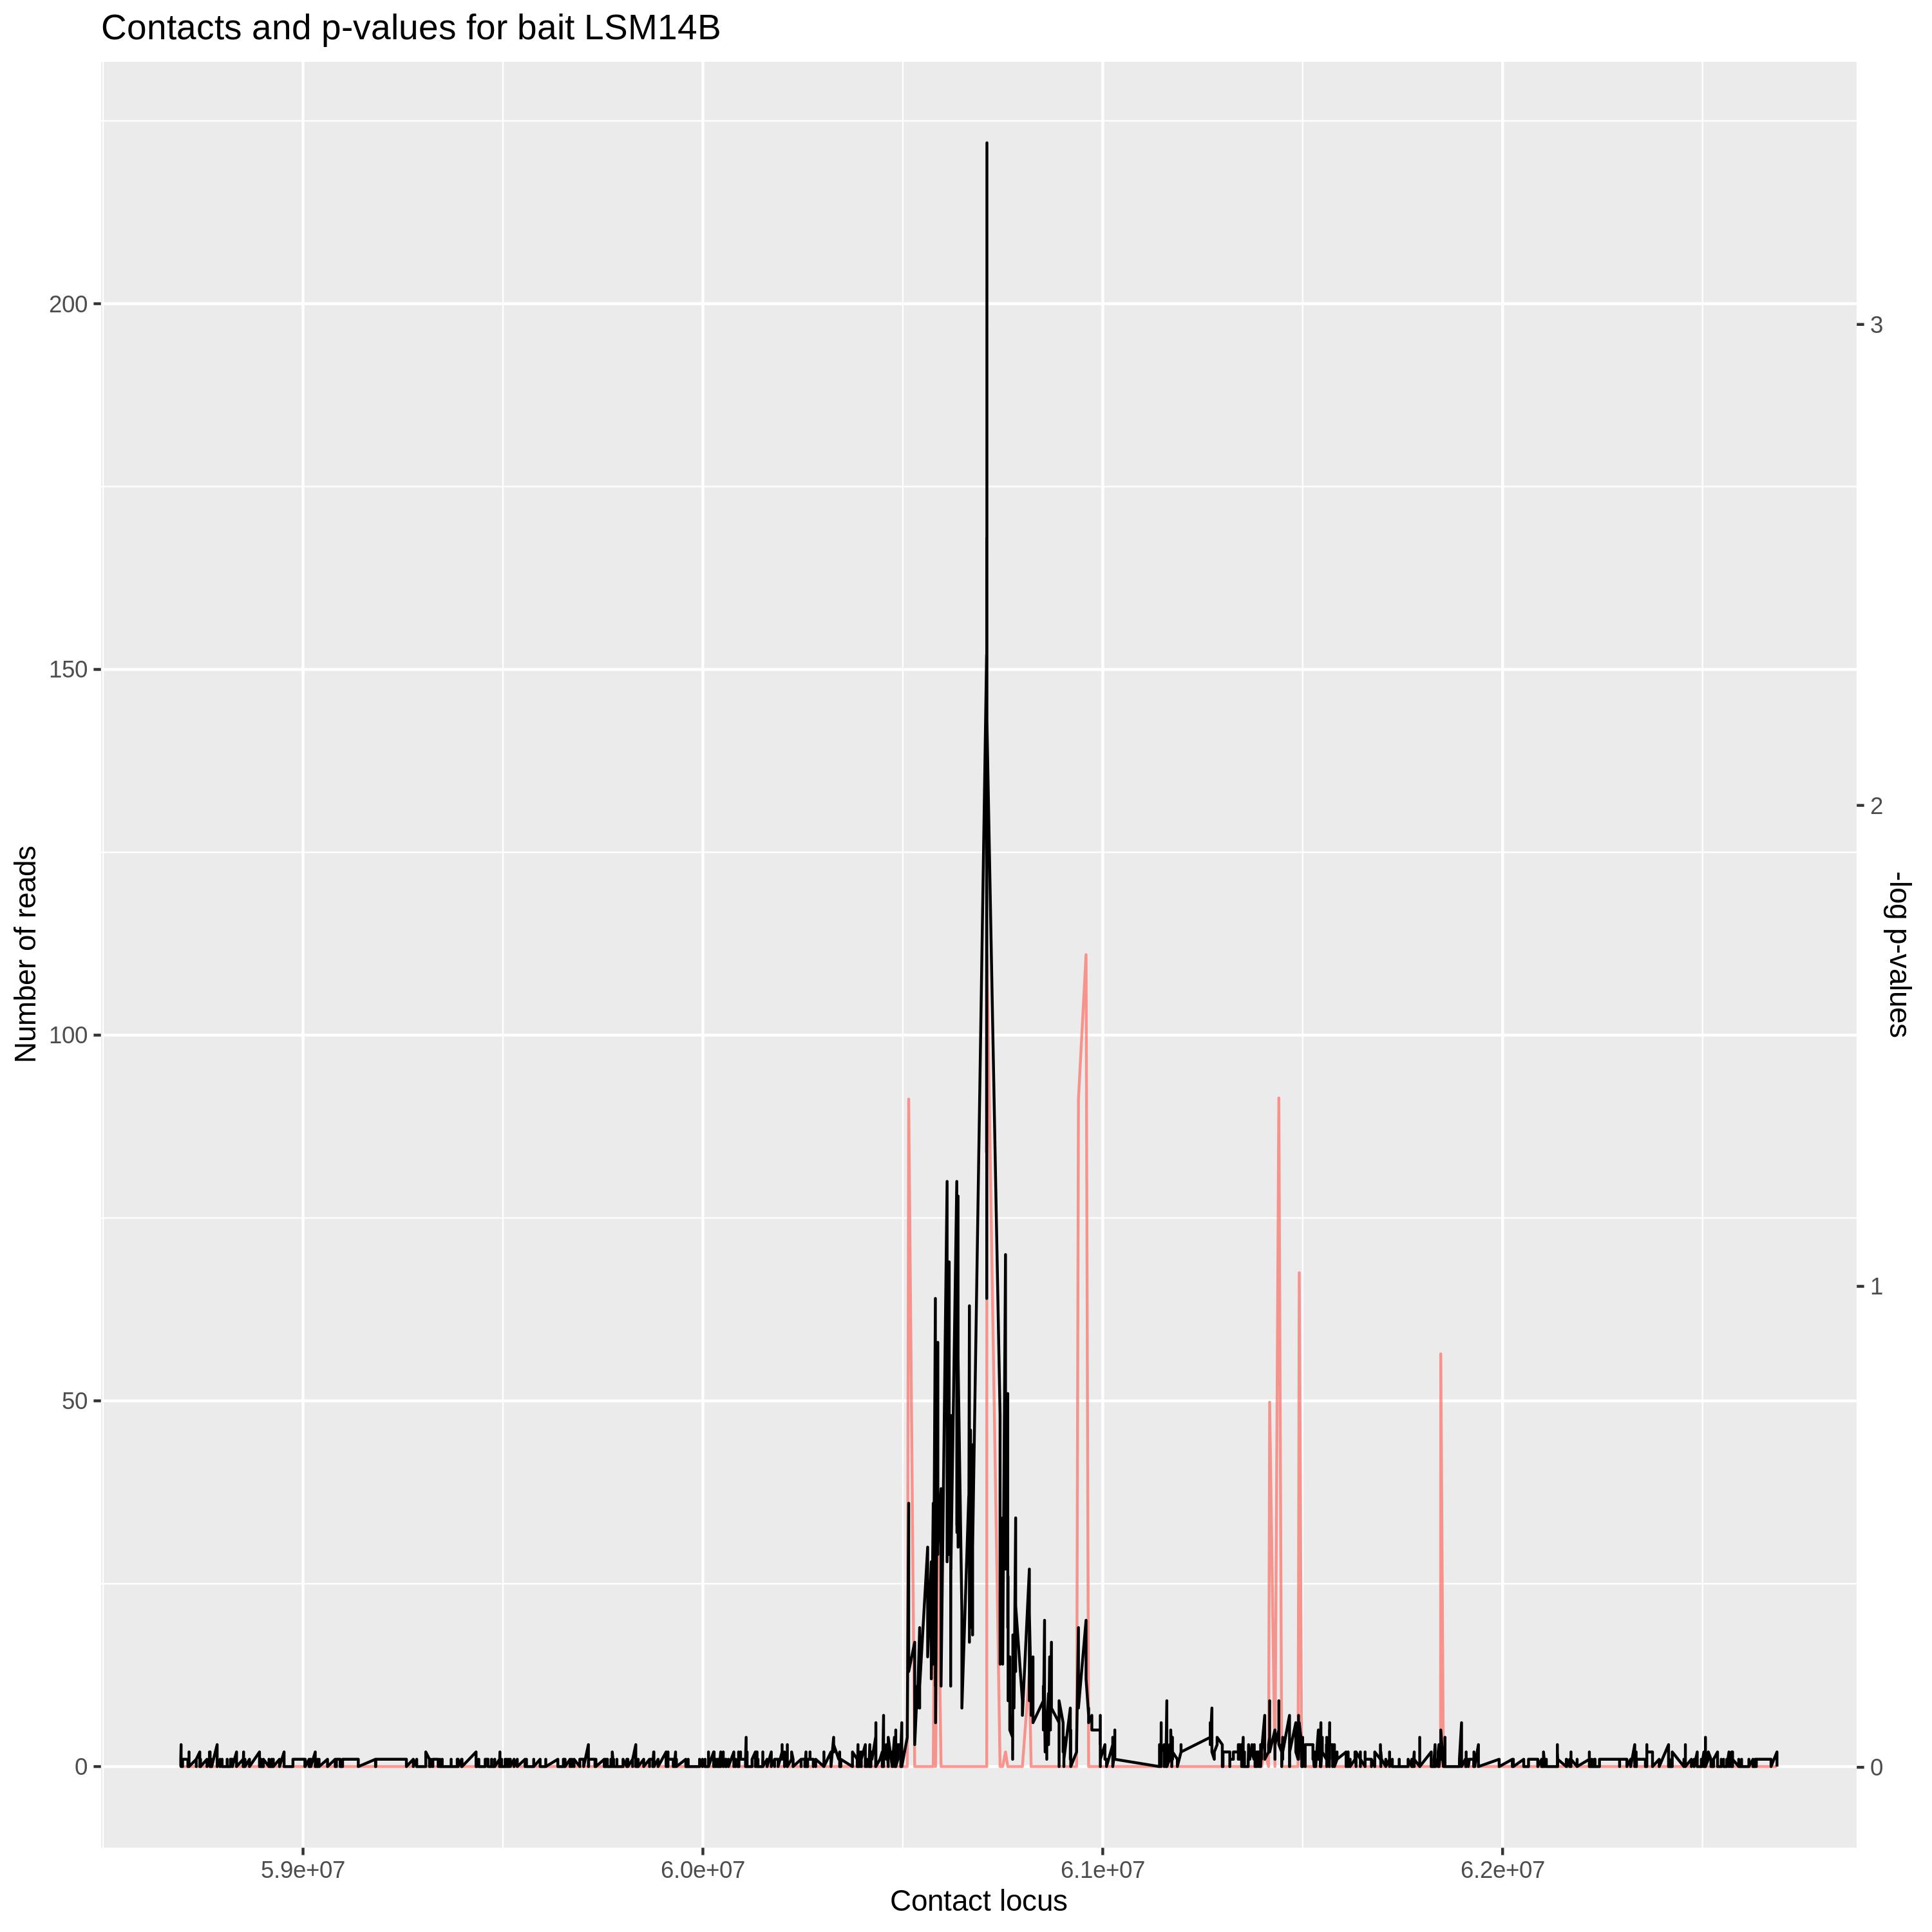 Contacts and p-values for bait LSM14B
200
150
100
50
0
Number of reads
3
2
1
0
-log p-values
5.9e+07
6.0e+07
6.1e+07
6.2e+07
Contact locus